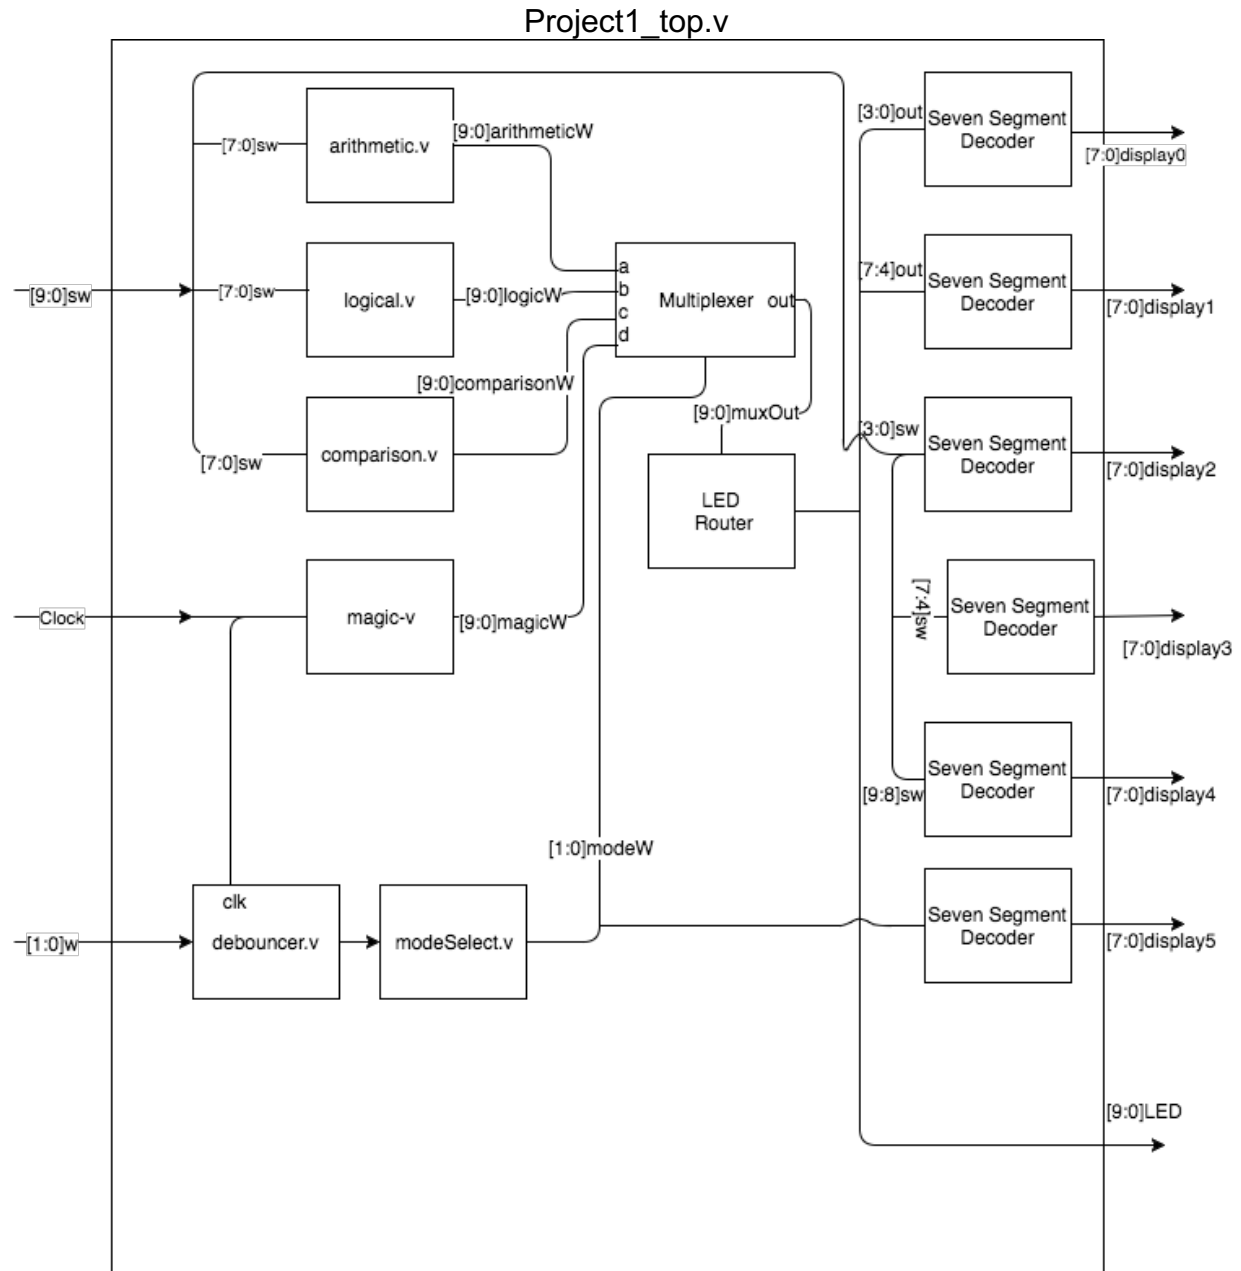 Project1_top.v
[9:0]sw
[7:0]sw
arithmetic.v
[9:0]arithmeticW
[7:0]sw
logical.v
[9:0]logicW
[7:0]sw
comparison.v
[9:0]comparisonW
a
b
c
d
Multiplexer
out
[9:0]muxOut
LED
Router
Clock
magic-v
[9:0]magicW
[1:0]w
clk
debouncer.v
modeSelect.v
[1:0]modeW
[3:0]out
Seven Segment
Decoder
[7:0]display0
[7:4]out
Seven Segment
Decoder
[7:0]display1
[3:0]sw
Seven Segment
Decoder
[7:0]display2
[7:4]sw
Seven Segment
Decoder
[7:0]display3
[9:8]sw
Seven Segment
Decoder
[7:0]display4
Seven Segment
Decoder
[7:0]display5
[9:0]LED